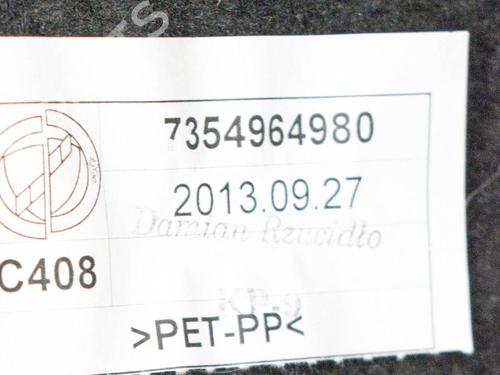 7354964980
2013.09.27
Damian Rzucidło
C408
KP-9
>PET-PP<